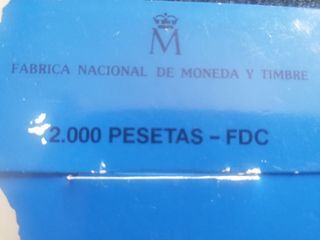 M
FABRICA NACIONAL DE MONEDA Y TIMBRE
2.000 PESETAS - FDC